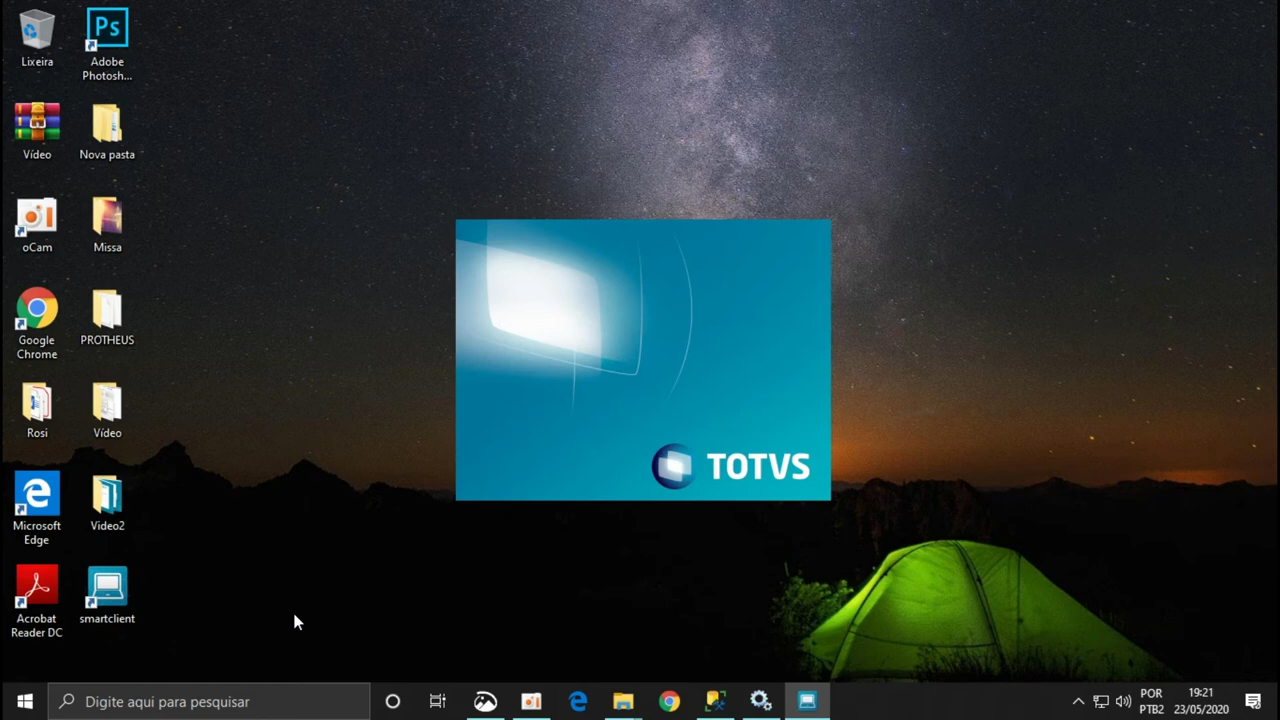 Lixeira
Adobe
Photosh...
Vídeo
Nova pasta
oCam
Missa
Google
Chrome
PROTHEUS
Rosi
Vídeo
Microsoft
Edge
Video2
Acrobat
Reader DC
smartclient
Ps
TOTVS
Digite aqui para pesquisar
POR
PTB2
19:21
23/05/2020